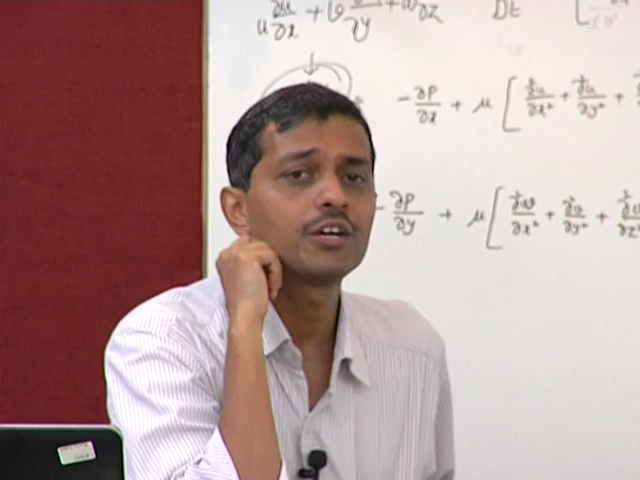 u ∂u/∂x + v ∂/∂y + w ∂z Dt [
- ∂P/∂x + μ [ ∂²u/∂x² + ∂²u/∂y² +
- ∂P/∂y + μ [ ∂²v/∂x² + ∂²v/∂y² + ∂²v/∂z²